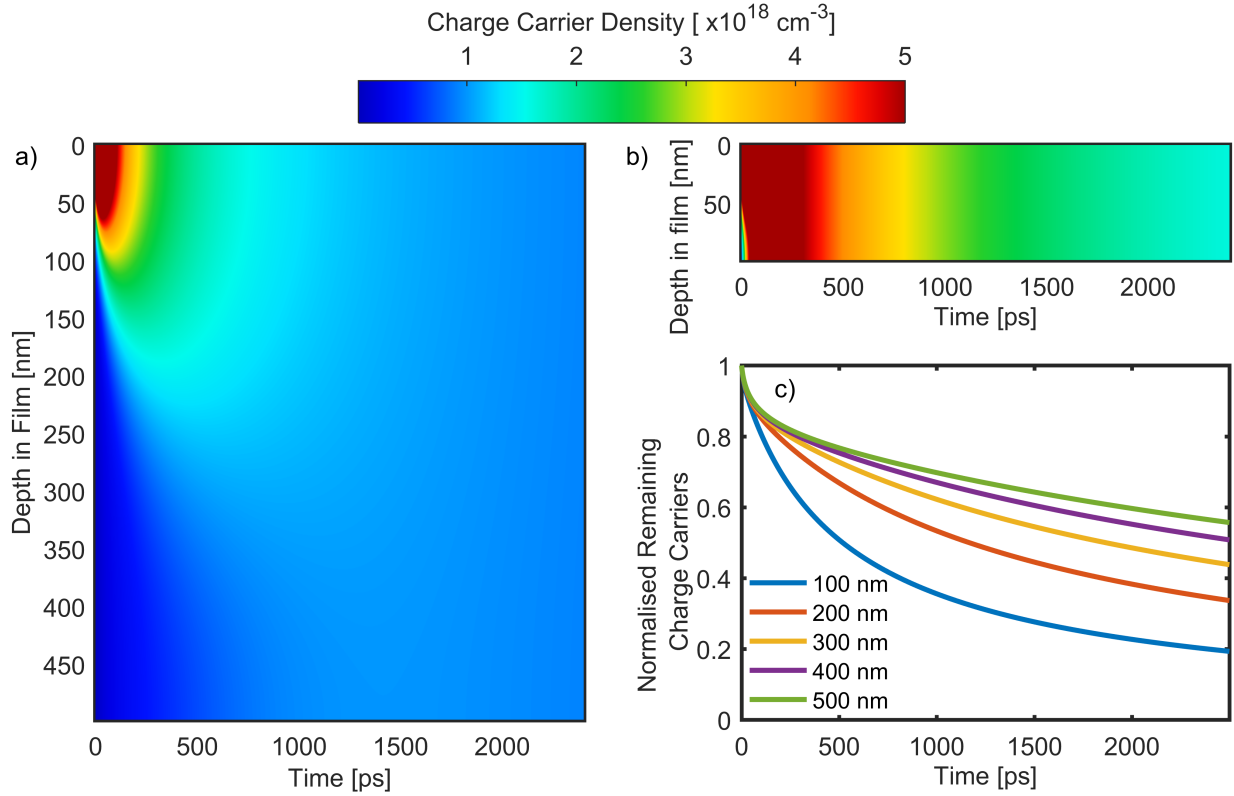 Charge Carrier Density [ x10^18 cm^-3]
1 2 3 4 5
a)
0
50
100
150
200
250
300
350
400
450
Depth in Film [nm]
0 500 1000 1500 2000
Time [ps]
b)
0
50
Depth in film [nm]
0 500 1000 1500 2000
Time [ps]
c)
1
0.8
0.6
0.4
0.2
0
Normalised Remaining
Charge Carriers
100 nm
200 nm
300 nm
400 nm
500 nm
0 500 1000 1500 2000
Time [ps]